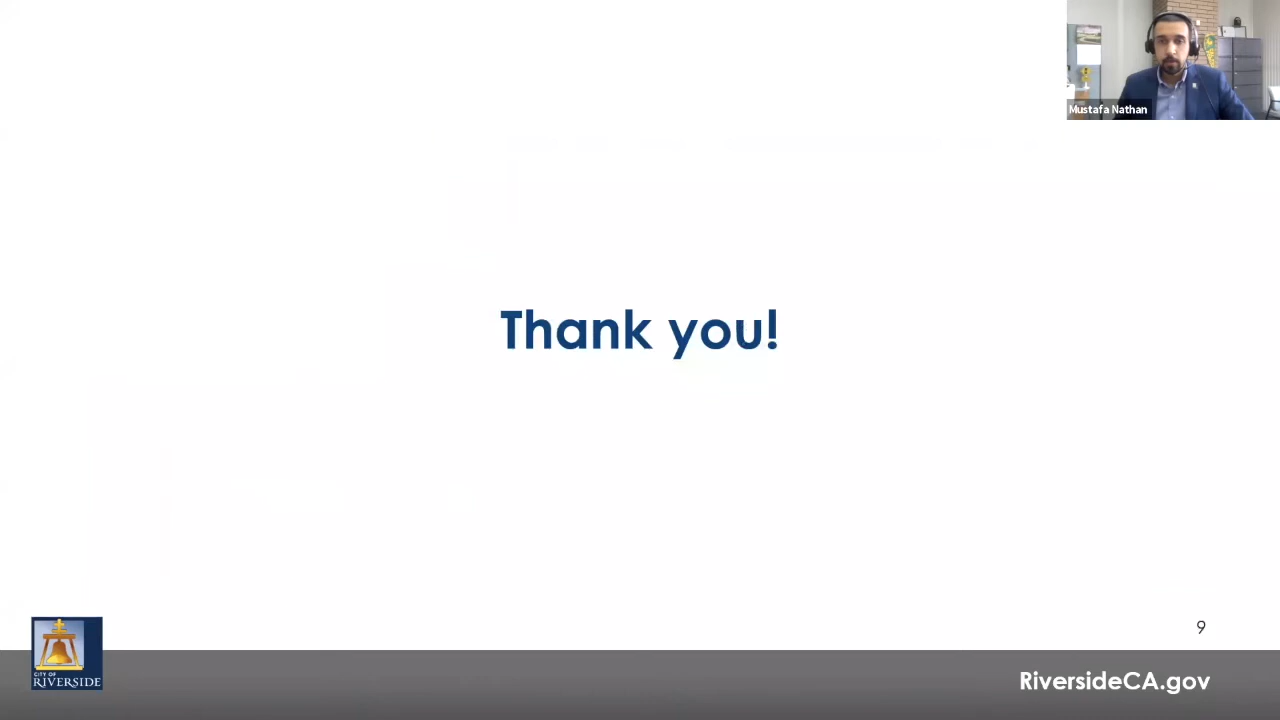 Mustafa Nathan
Thank you!
9
CITY OF
RIVERSIDE
RiversideCA.gov